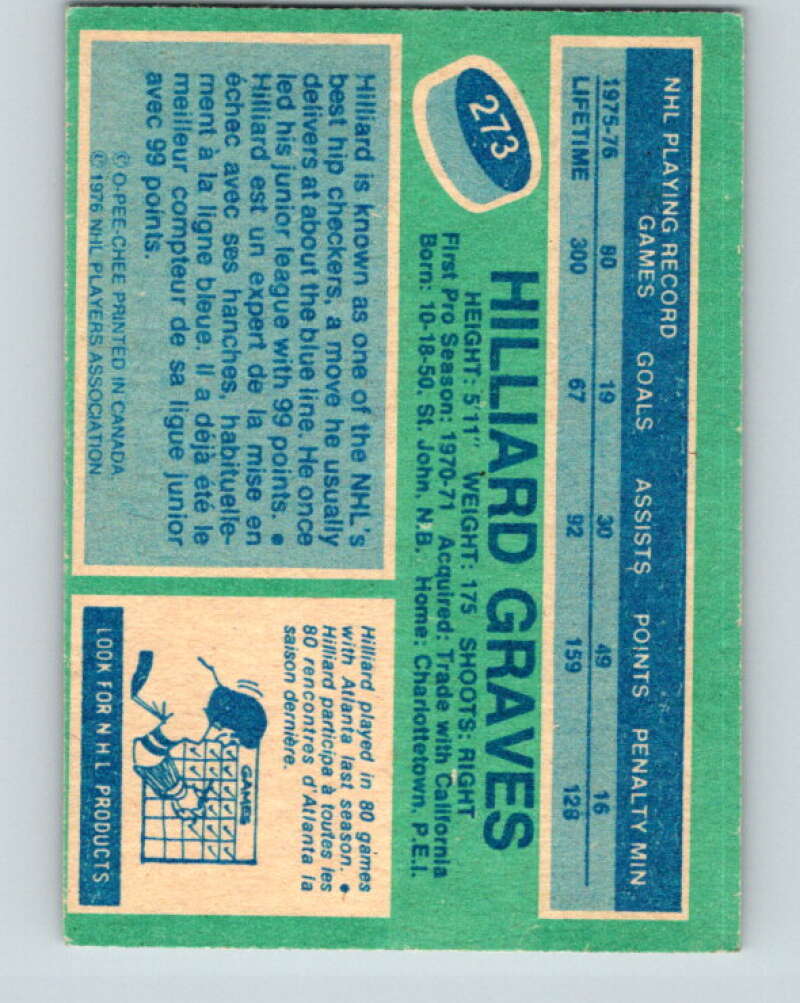 NHL PLAYING RECORD
GAMES GOALS ASSISTS POINTS PENALTY MIN
1975-76 80 19 30 49 16
LIFETIME 300 67 92 159 128
273
HILLIARD GRAVES
HEIGHT: 5'11" WEIGHT: 175 SHOOTS: RIGHT
First Pro Season: 1970-71 Acquired: Trade with California
Born: 10-18-50, St. John, N.B. Home: Charlottetown, P.E.I.
Hilliard is known as one of the NHL's
best hip checkers, a move he usually
delivers at about the blue line. He once
led his junior league with 99 points. •
Hilliard est un expert de la mise en
échec avec ses hanches, habituelle-
ment à la ligne bleue. Il a déjà été le
meilleur compteur de sa ligue junior
avec 99 points.
© O-PEE-CHEE PRINTED IN CANADA.
© 1976 NHL PLAYERS ASSOCIATION
Hilliard played in 80 games
with Atlanta last season. •
Hilliard participa à toutes les
80 rencontres d'Atlanta la
saison dernière.
GAMES
LOOK FOR NHL PRODUCTS